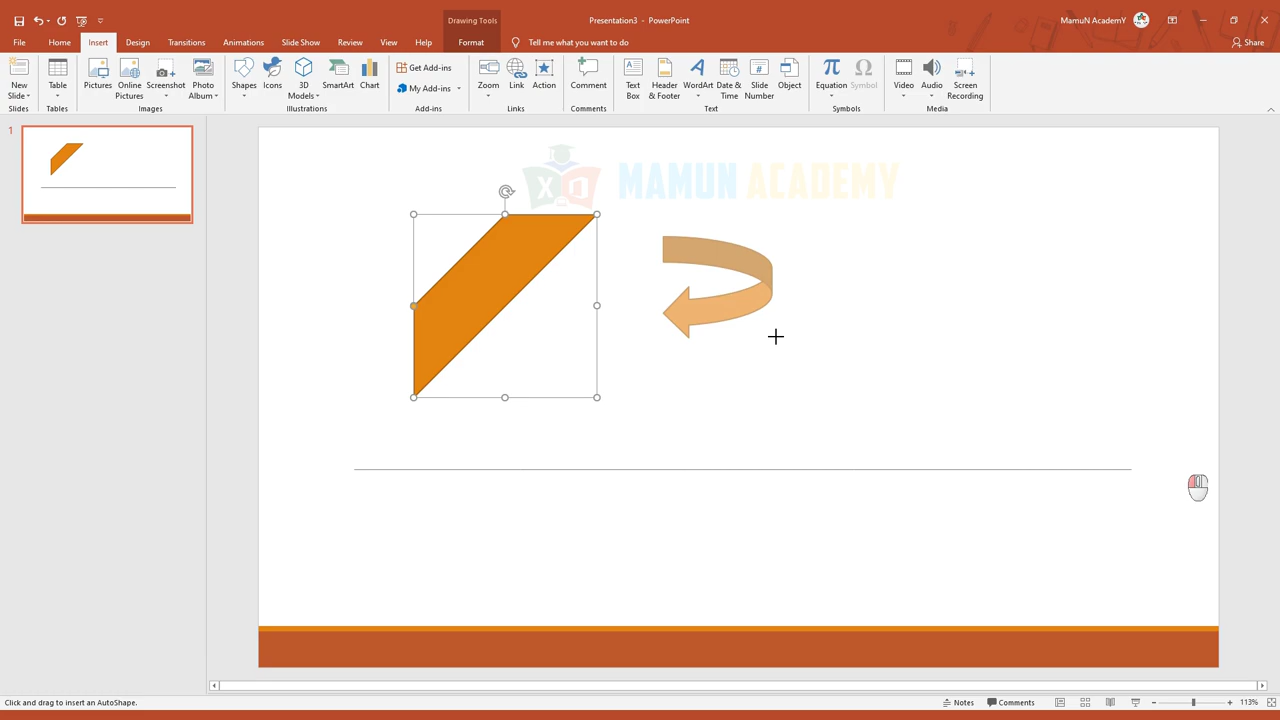 Drawing Tools
Presentation3 - PowerPoint
MamuN AcademY
File
Home
Insert
Design
Transitions
Animations
Slide Show
Review
View
Help
Format
Tell me what you want to do
Share
New
Slide
Table
Pictures
Online
Pictures
Screenshot
Photo
Album
Shapes
Icons
3D
Models
SmartArt
Chart
Get Add-ins
My Add-ins
Zoom
Link
Action
Comment
Text
Box
Header
& Footer
WordArt
Date &
Time
Slide
Number
Object
Equation
Symbol
Video
Audio
Screen
Recording
Slides
Tables
Images
Illustrations
Add-ins
Links
Comments
Text
Symbols
Media
1
MAMUN ACADEMY
Click and drag to insert an AutoShape.
Notes
Comments
113%